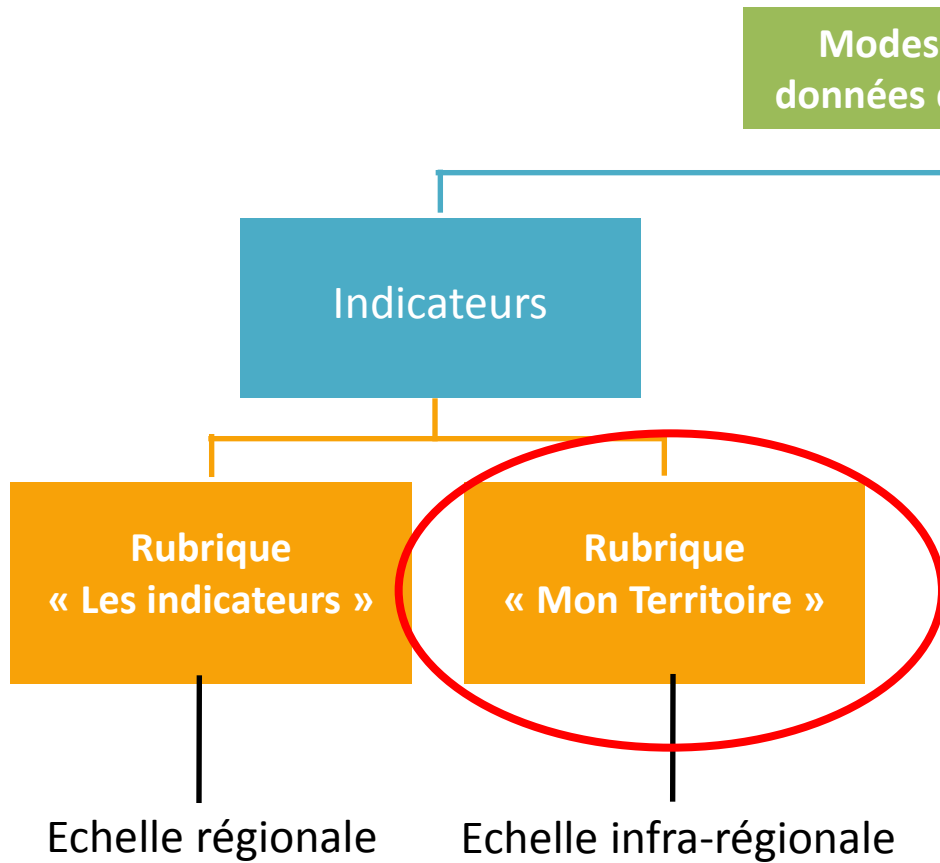 Modes
données
Indicateurs
Rubrique
« Les indicateurs »
Rubrique
« Mon Territoire »
Echelle régionale
Echelle infra-régionale